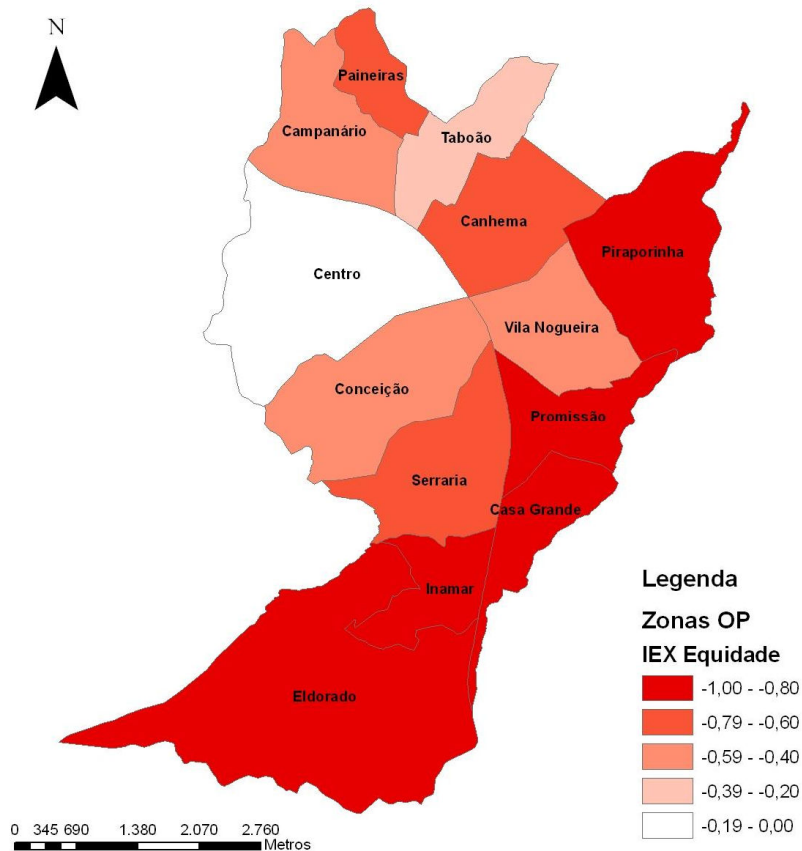 N
Paineiras
Campanário
Taboão
Canhema
Piraporinha
Centro
Vila Nogueira
Conceição
Promissão
Serraria
Casa Grande
Inamar
Eldorado
Legenda
Zonas OP
IEX Equidade
-1,00 - -0,80
-0,79 - -0,60
-0,59 - -0,40
-0,39 - -0,20
-0,19 - 0,00
0 345 690 1.380 2.070 2.760
Metros